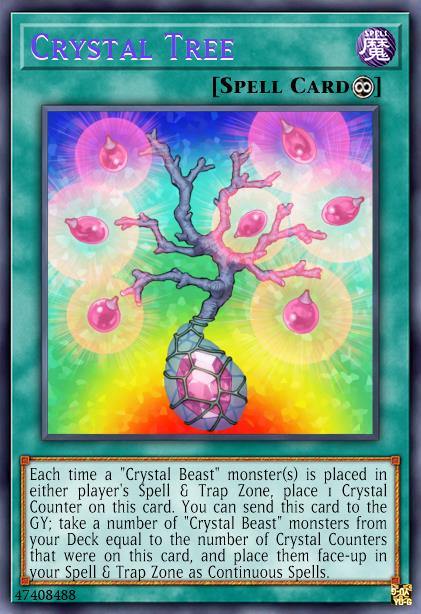 Crystal Tree
SPELL
魔
[Spell Card]
Each time a "Crystal Beast" monster(s) is placed in
either player's Spell & Trap Zone, place 1 Crystal
Counter on this card. You can send this card to the
GY; take a number of "Crystal Beast" monsters from
your Deck equal to the number of Crystal Counters
that were on this card, and place them face-up in
your Spell & Trap Zone as Continuous Spells.
47408488